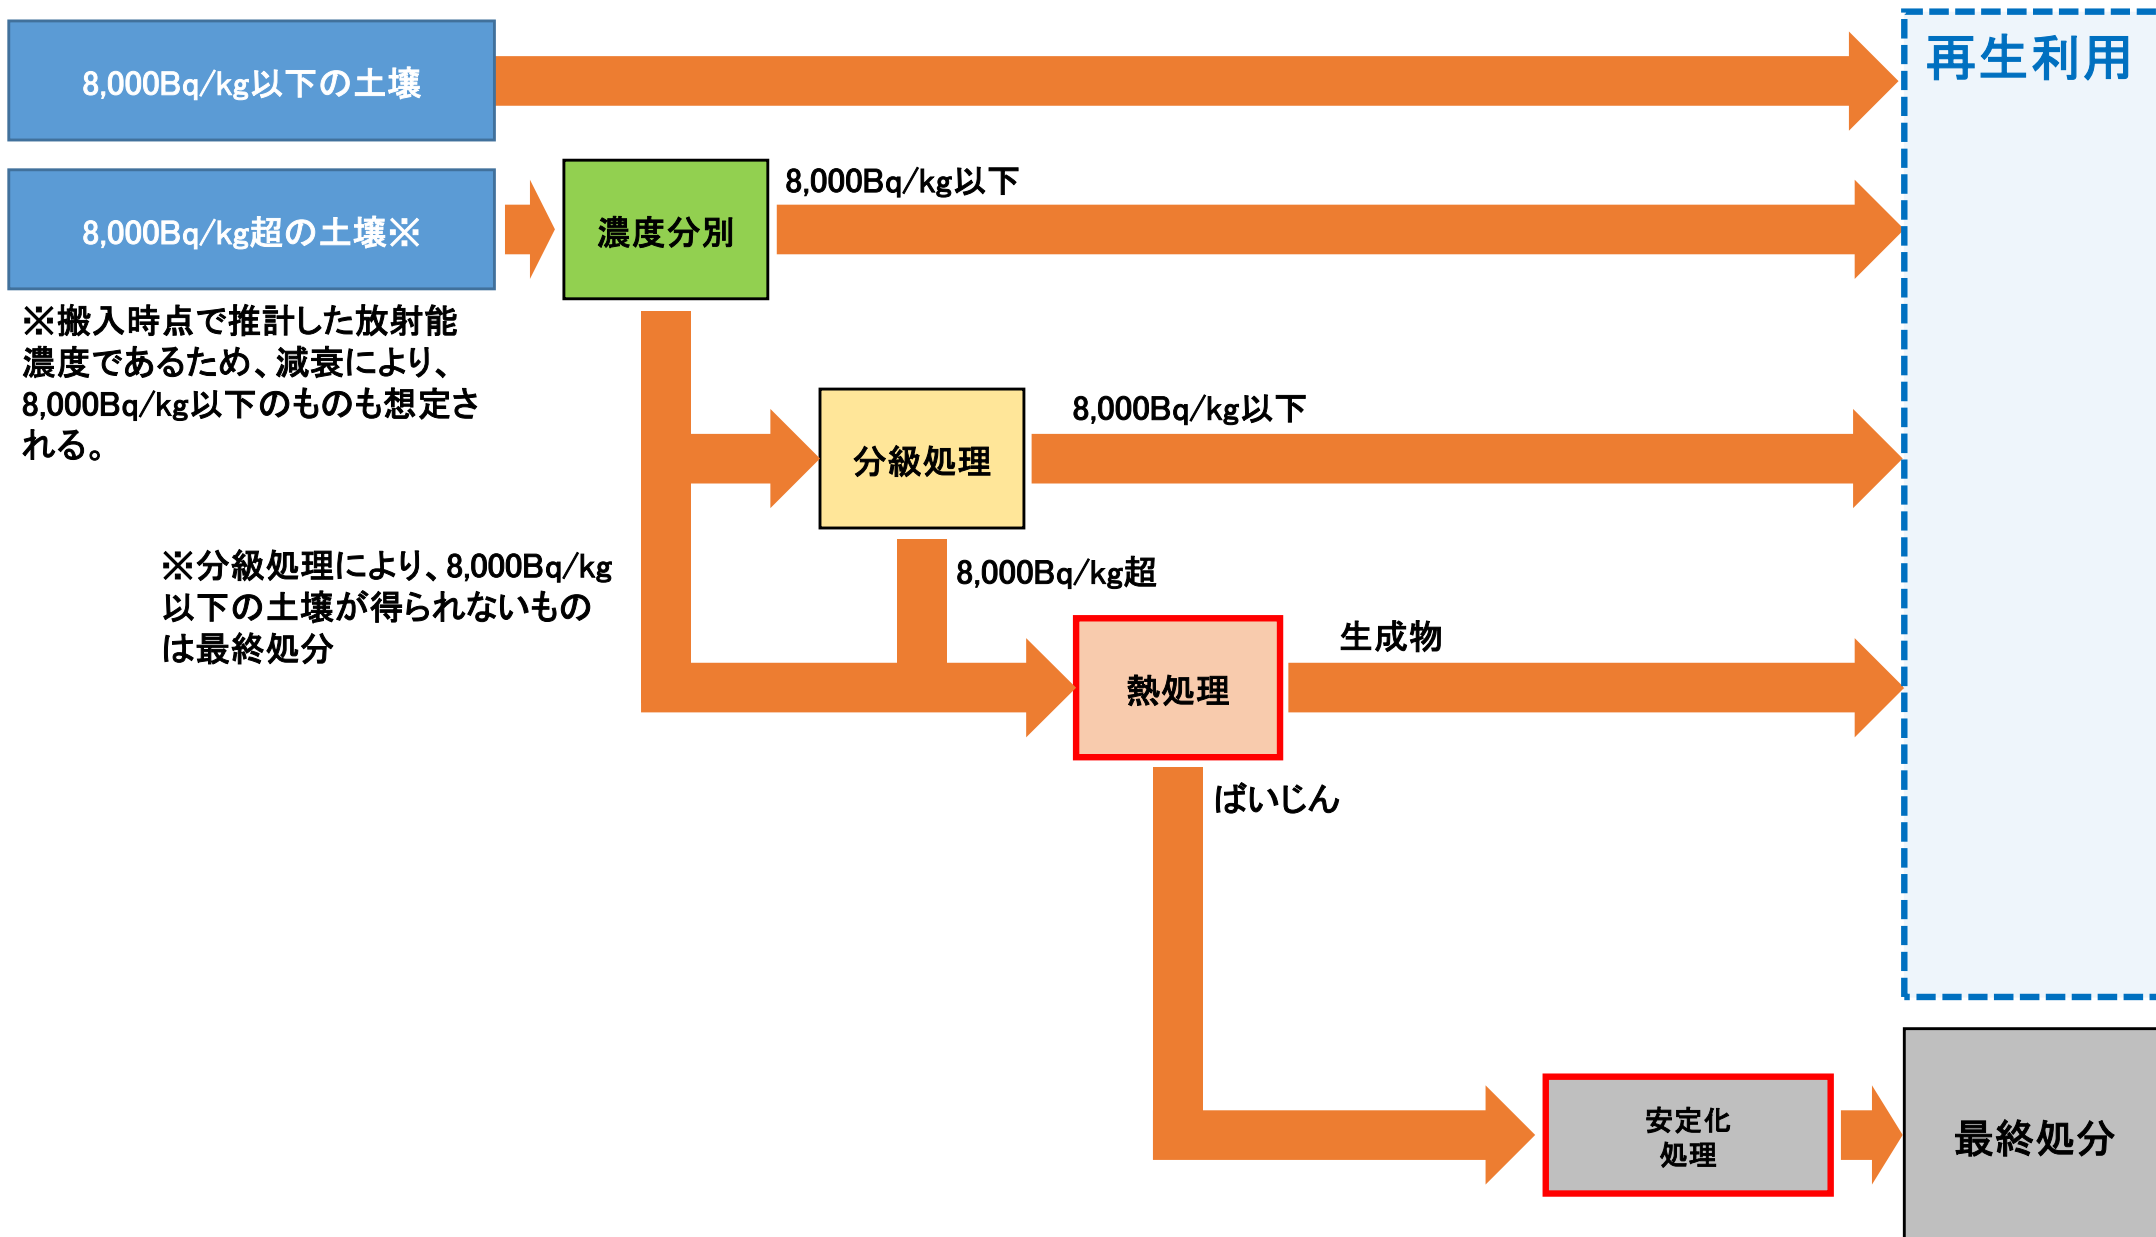 8,000Bq/kg以下の土壌
再生利用
8,000Bq/kg超の土壌※
濃度分別
8,000Bq/kg以下
※搬入時点で推計した放射能
濃度であるため、減衰により、
8,000Bq/kg以下のものも想定さ
れる。
分級処理
8,000Bq/kg以下
※分級処理により、8,000Bq/kg
以下の土壌が得られないもの
は最終処分
8,000Bq/kg超
熱処理
生成物
ばいじん
安定化
処理
最終処分